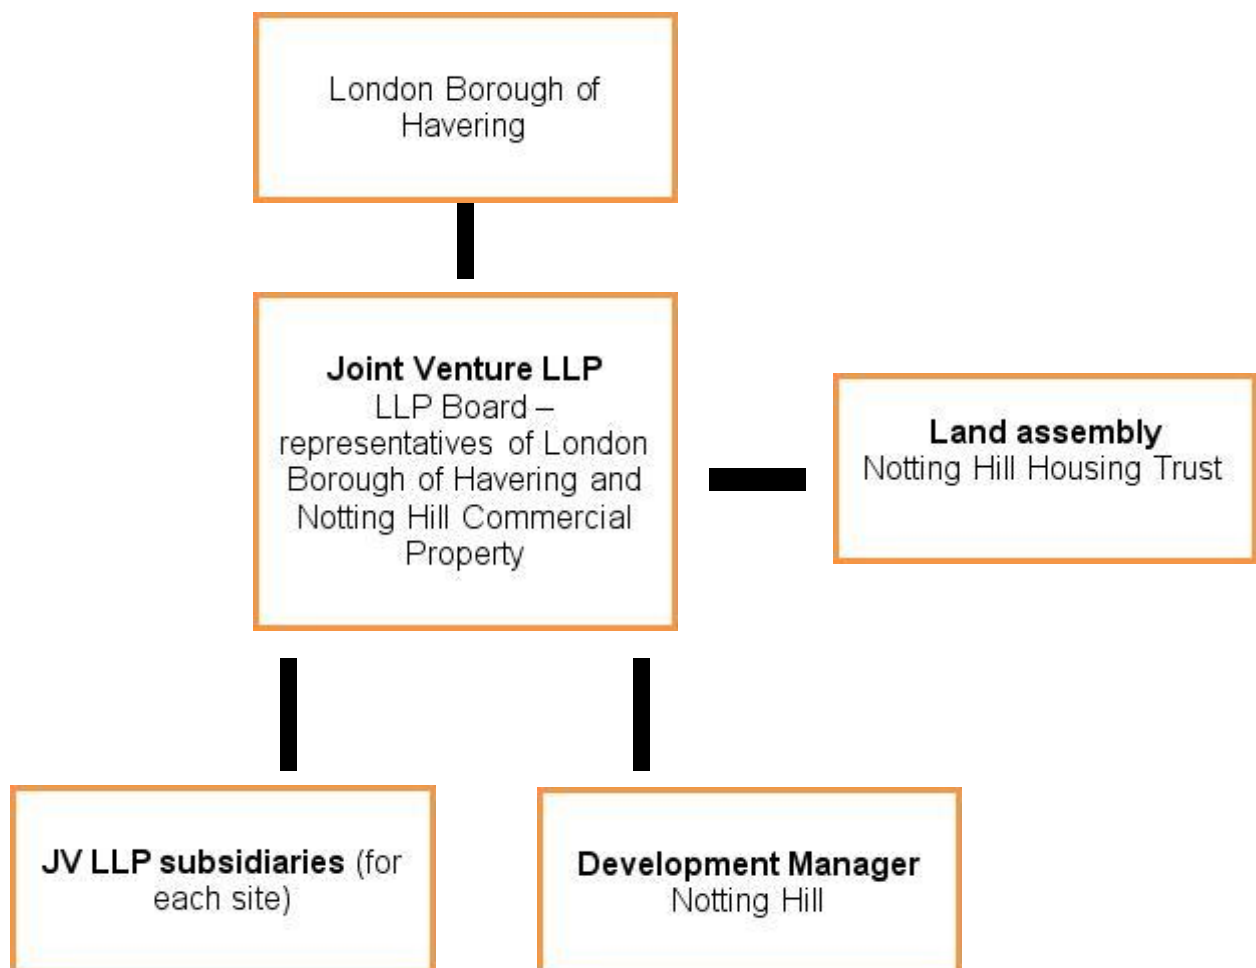 London Borough of
Havering
Joint Venture LLP
LLP Board –
representatives of London
Borough of Havering and
Notting Hill Commercial
Property
Land assembly
Notting Hill Housing Trust
JV LLP subsidiaries (for
each site)
Development Manager
Notting Hill